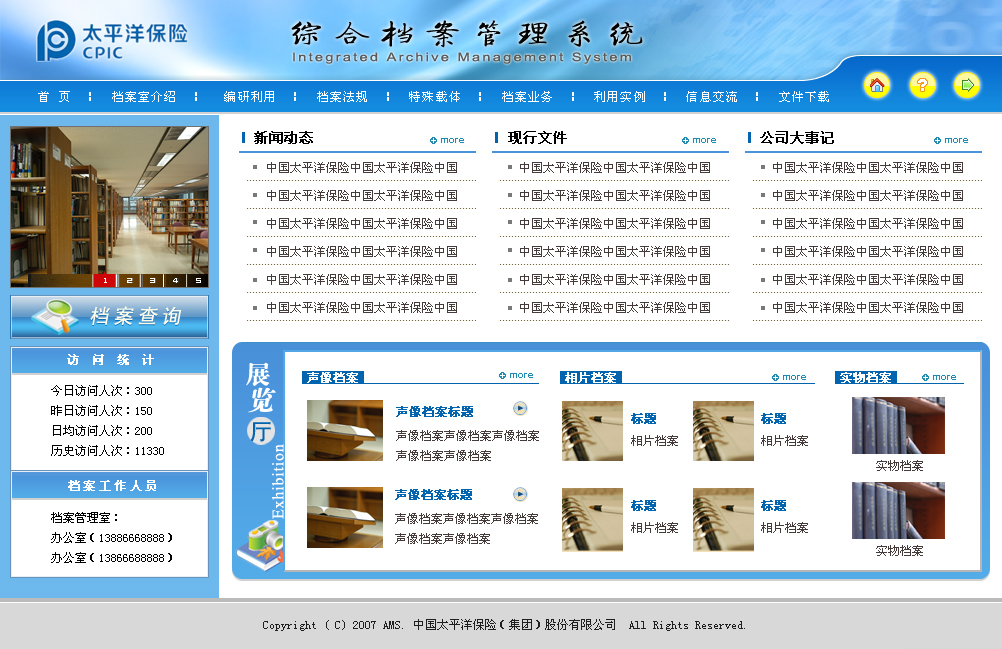 太平洋保险
CPIC
综合档案管理系统
Integrated Archive Management System
首 页 档案室介绍 编研利用 档案法规 特殊载体 档案业务 利用实例 信息交流 文件下载
1 2 3 4 5
档案查询
访 问 统 计
今日访问人次：300
昨日访问人次：150
日均访问人次：200
历史访问人次：11330
档案工作人员
档案管理室：
办公室（13886668888）
办公室（13866688888）
新闻动态 more
中国太平洋保险中国太平洋保险中国
中国太平洋保险中国太平洋保险中国
中国太平洋保险中国太平洋保险中国
中国太平洋保险中国太平洋保险中国
中国太平洋保险中国太平洋保险中国
中国太平洋保险中国太平洋保险中国
现行文件 more
中国太平洋保险中国太平洋保险中国
中国太平洋保险中国太平洋保险中国
中国太平洋保险中国太平洋保险中国
中国太平洋保险中国太平洋保险中国
中国太平洋保险中国太平洋保险中国
中国太平洋保险中国太平洋保险中国
公司大事记 more
中国太平洋保险中国太平洋保险中国
中国太平洋保险中国太平洋保险中国
中国太平洋保险中国太平洋保险中国
中国太平洋保险中国太平洋保险中国
中国太平洋保险中国太平洋保险中国
中国太平洋保险中国太平洋保险中国
展览厅
Exhibition
声像档案 more
声像档案标题
声像档案声像档案声像档案
声像档案声像档案
声像档案标题
声像档案声像档案声像档案
声像档案声像档案
相片档案 more
标题
相片档案
标题
相片档案
标题
相片档案
标题
相片档案
实物档案 more
实物档案
实物档案
Copyright (C) 2007 AMS. 中国太平洋保险（集团）股份有限公司 All Rights Reserved.